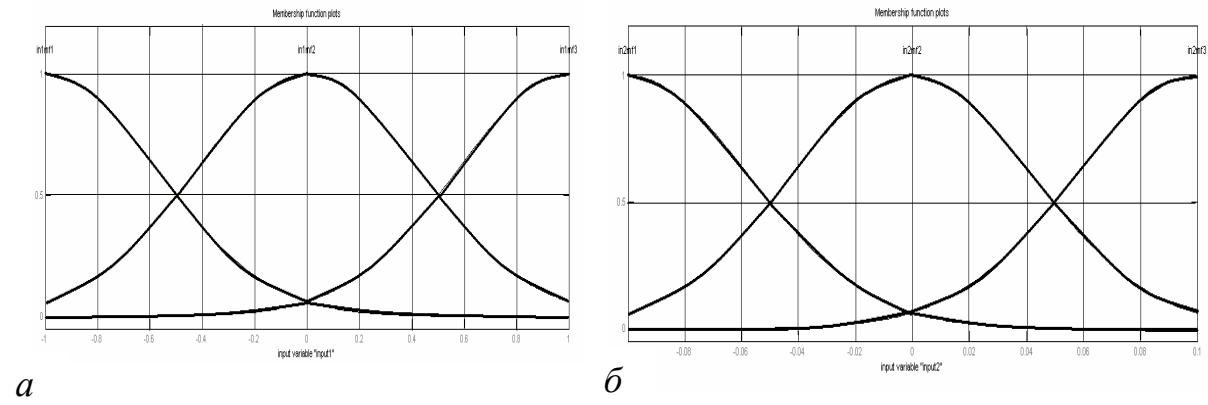 Membership function plots
in1mf1 in1mf2 in1mf3
1
0.5
0
-1 -0.8 -0.6 -0.4 -0.2 0 0.2 0.4 0.6 0.8 1
input variable "input1"
а
Membership function plots
in2mf1 in2mf2 in2mf3
1
0.5
0
-0.08 -0.06 -0.04 -0.02 0 0.02 0.04 0.06 0.08 0.1
input variable "input2"
б